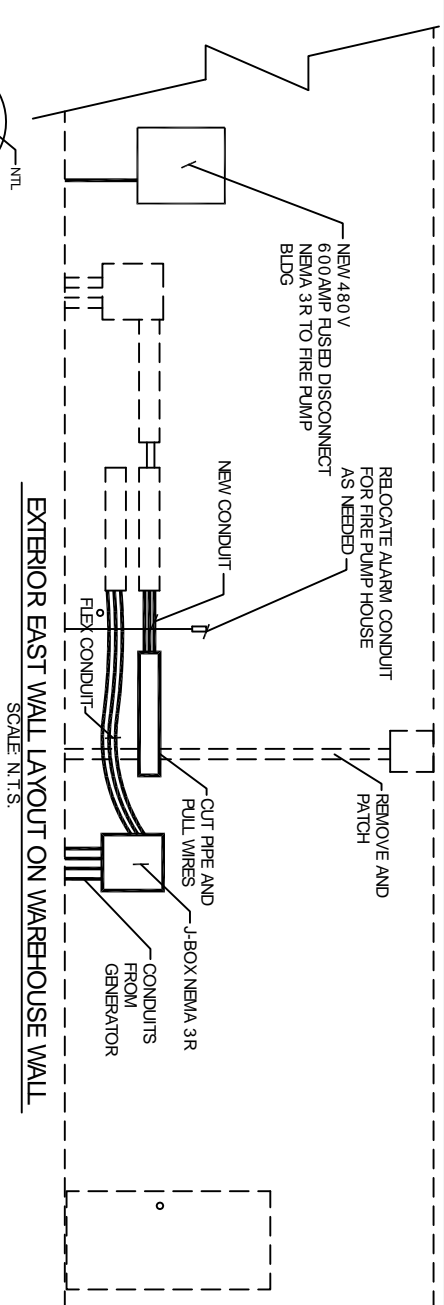 NTL
NEW 480V
600AMP FUSED DISCONNECT
NEMA 3R TO FIRE PUMP
BLDG
RELOCATE ALARM CONDUIT
FOR FIRE PUMP HOUSE
AS NEEDED
NEW CONDUIT
FLEX CONDUIT
REMOVE AND
PATCH
CUT PIPE AND
PULL WIRES
J-BOX NEMA 3R
CONDUITS
FROM
GENERATOR
EXTERIOR EAST WALL LAYOUT ON WAREHOUSE WALL
SCALE: N.T.S.